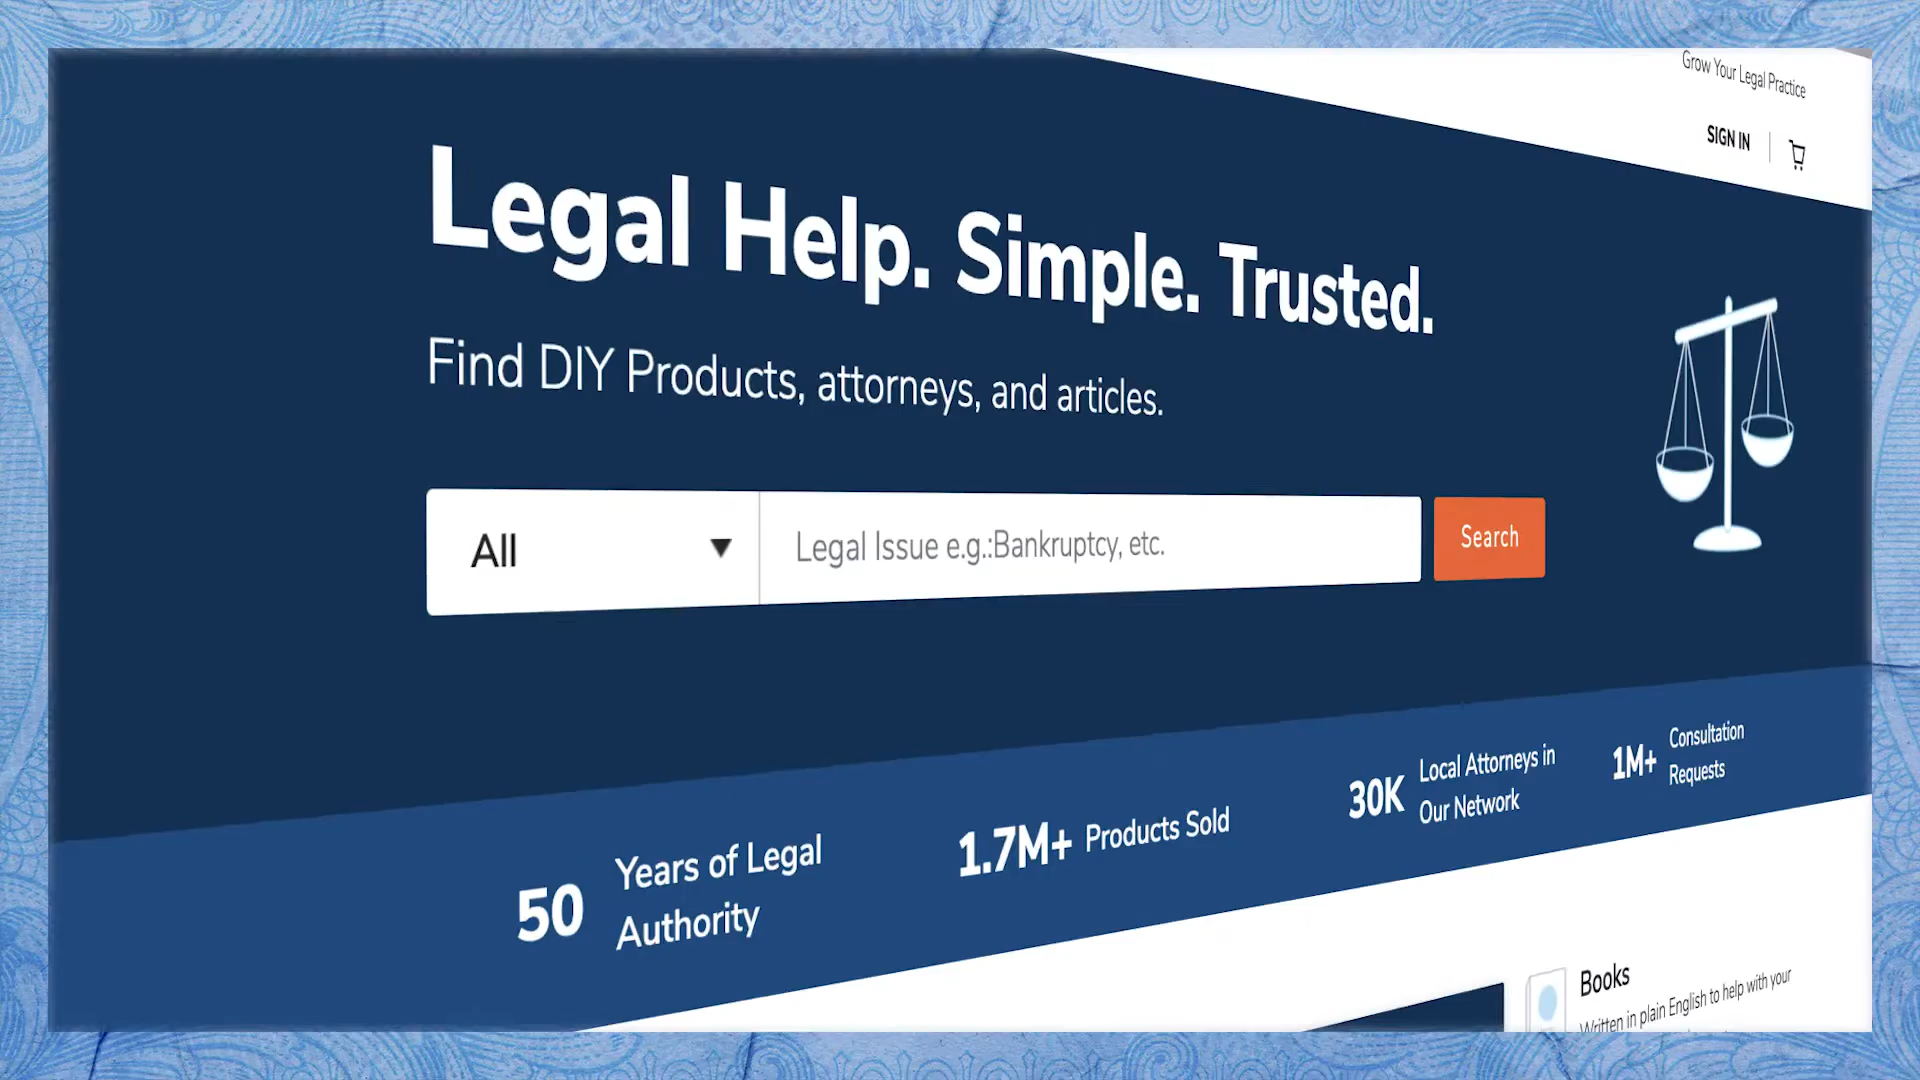 Grow Your Legal Practice
SIGN IN
Legal Help. Simple. Trusted.
Find DIY Products, attorneys, and articles.
All
Legal Issue e.g.:Bankruptcy, etc.
Search
50 Years of Legal
Authority
1.7M+ Products Sold
30K Local Attorneys in
Our Network
1M+ Consultation
Requests
Books
Written in plain English to help with your